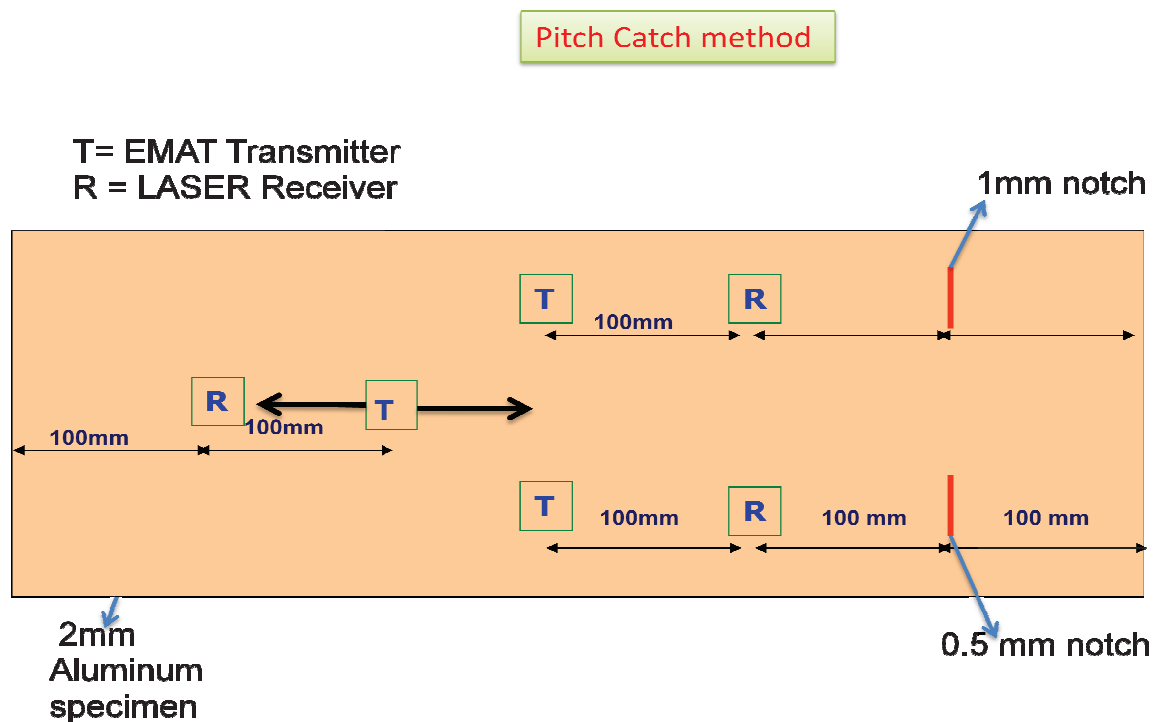 Pitch Catch method
T= EMAT Transmitter
R = LASER Receiver
1mm notch
T
R
100mm
R
T
100mm
100mm
T
R
100mm
100 mm
100 mm
2mm
Aluminum
specimen
0.5 mm notch